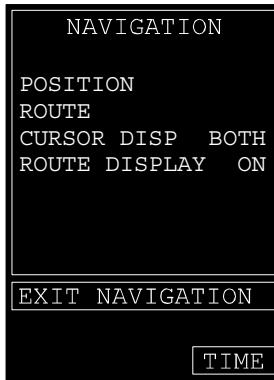 NAVIGATION
POSITION
ROUTE
CURSOR DISP BOTH
ROUTE DISPLAY ON
EXIT NAVIGATION
TIME